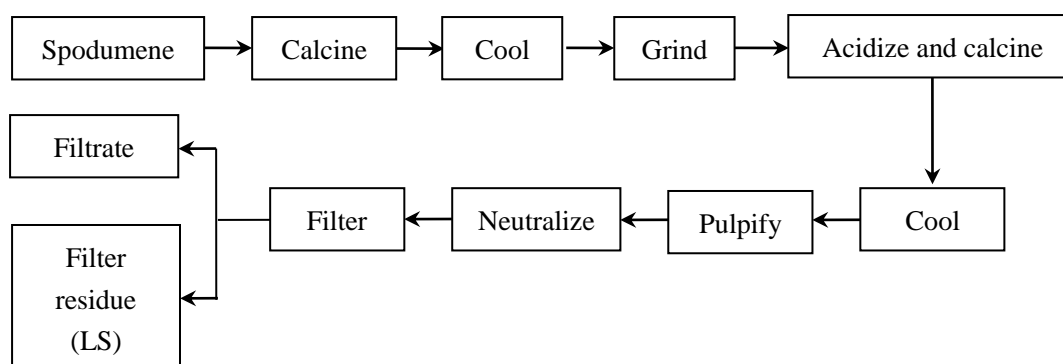 Spodumene
Calcine
Cool
Grind
Acidize and calcine
Cool
Pulpify
Neutralize
Filter
Filtrate
Filter
residue
(LS)